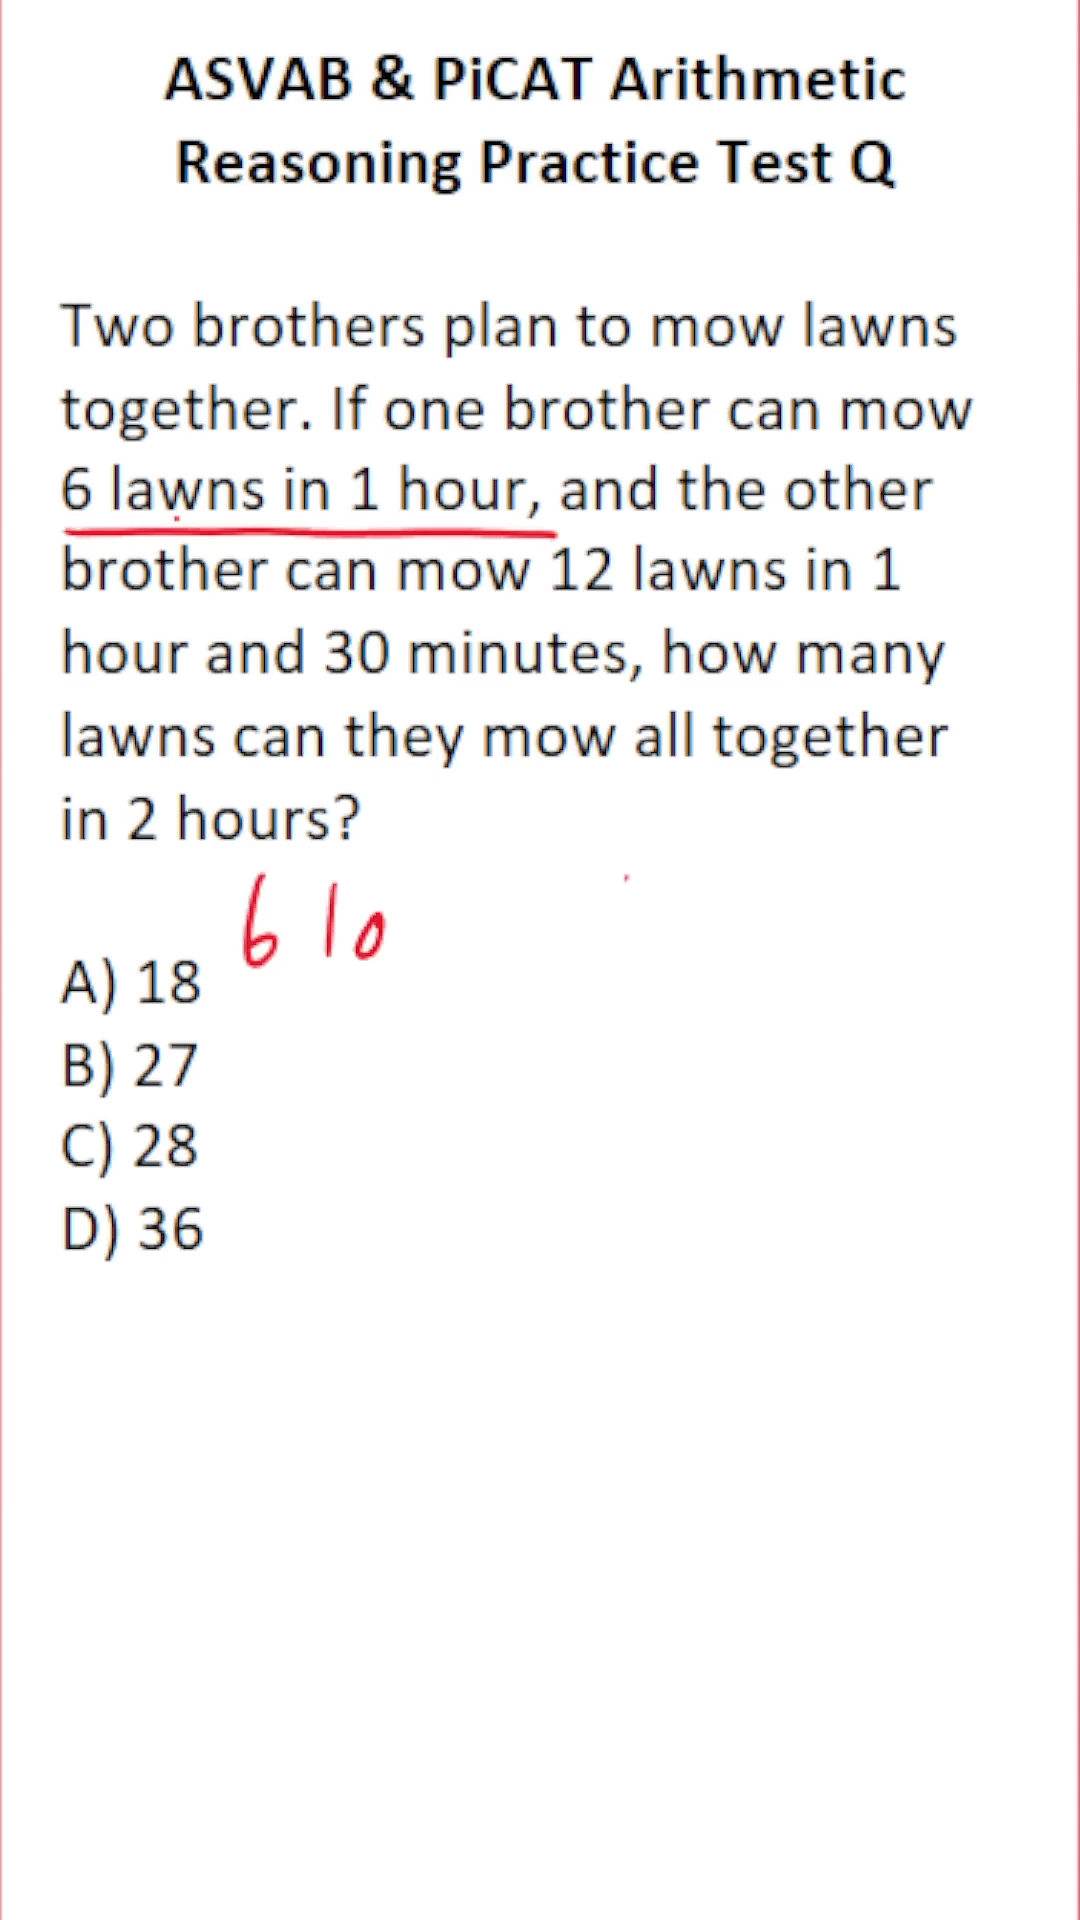 ASVAB & PiCAT Arithmetic
Reasoning Practice Test Q
Two brothers plan to mow lawns
together. If one brother can mow
6 lawns in 1 hour, and the other
brother can mow 12 lawns in 1
hour and 30 minutes, how many
lawns can they mow all together
in 2 hours?
6 lo
A) 18
B) 27
C) 28
D) 36